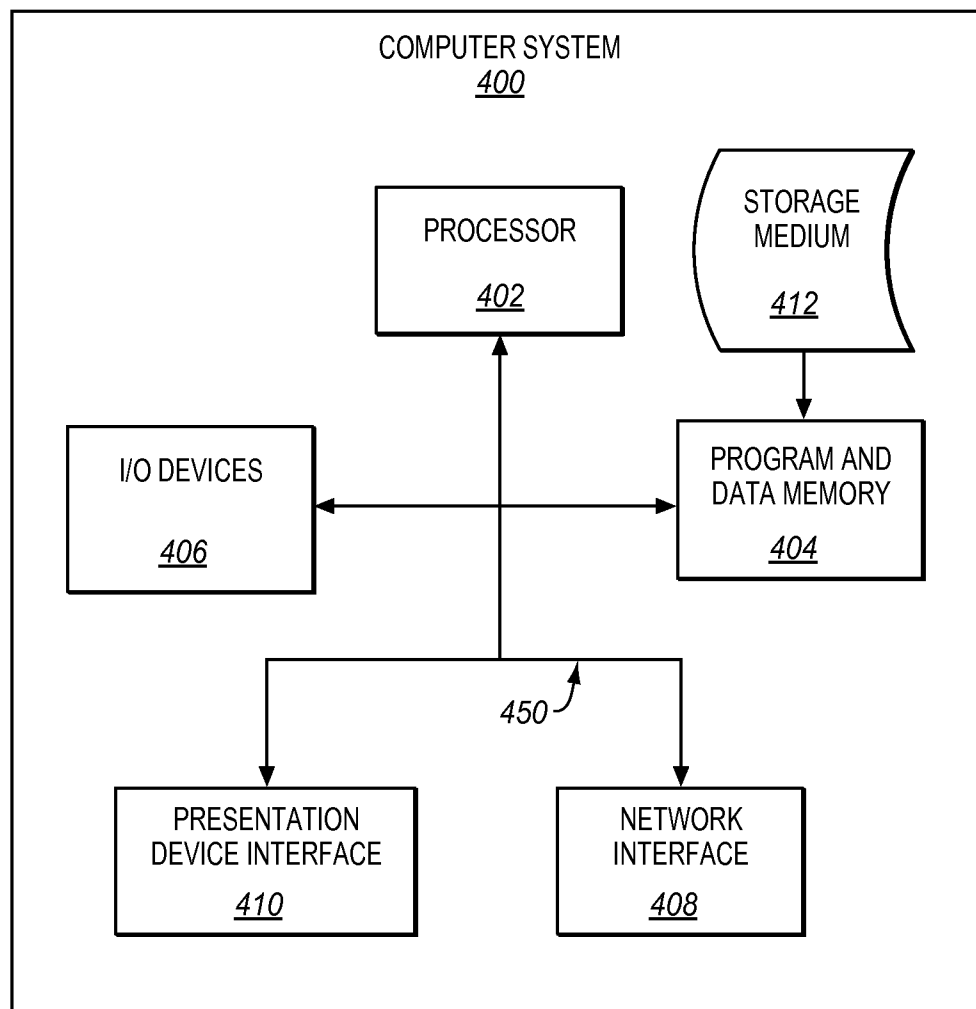 COMPUTER SYSTEM
400
PROCESSOR
402
STORAGE
MEDIUM
412
I/O DEVICES
406
PROGRAM AND
DATA MEMORY
404
450
PRESENTATION
DEVICE INTERFACE
410
NETWORK
INTERFACE
408